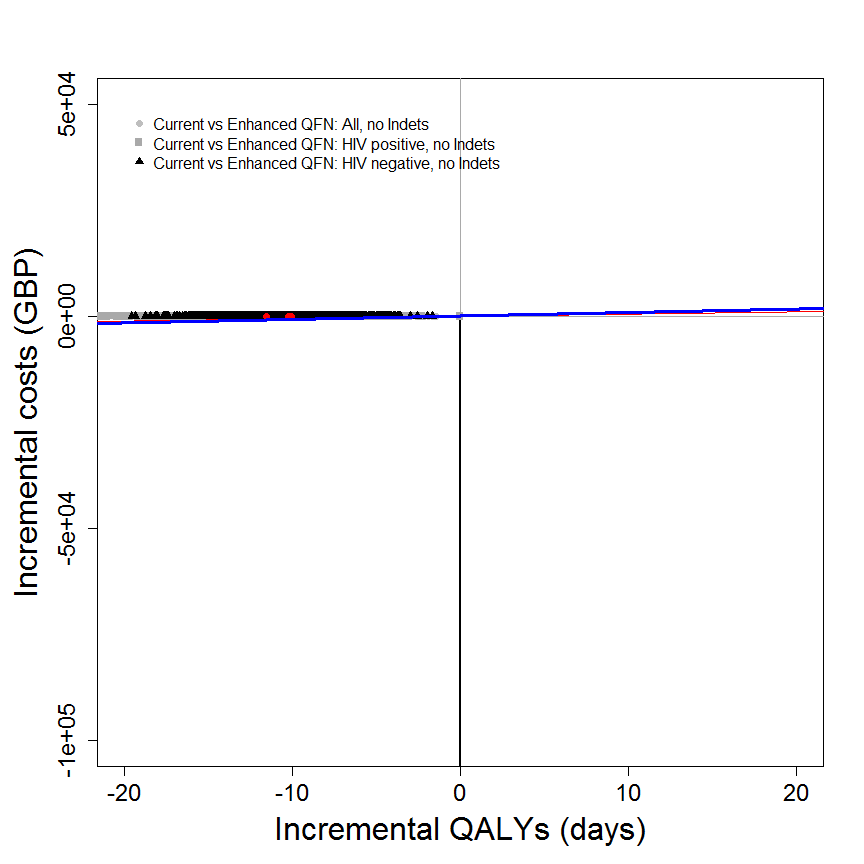 Current vs Enhanced QFN: All, no Indets
Current vs Enhanced QFN: HIV positive, no Indets
Current vs Enhanced QFN: HIV negative, no Indets
5e+04
0e+00
-5e+04
-1e+05
Incremental costs (GBP)
-20 -10 0 10 20
Incremental QALYs (days)